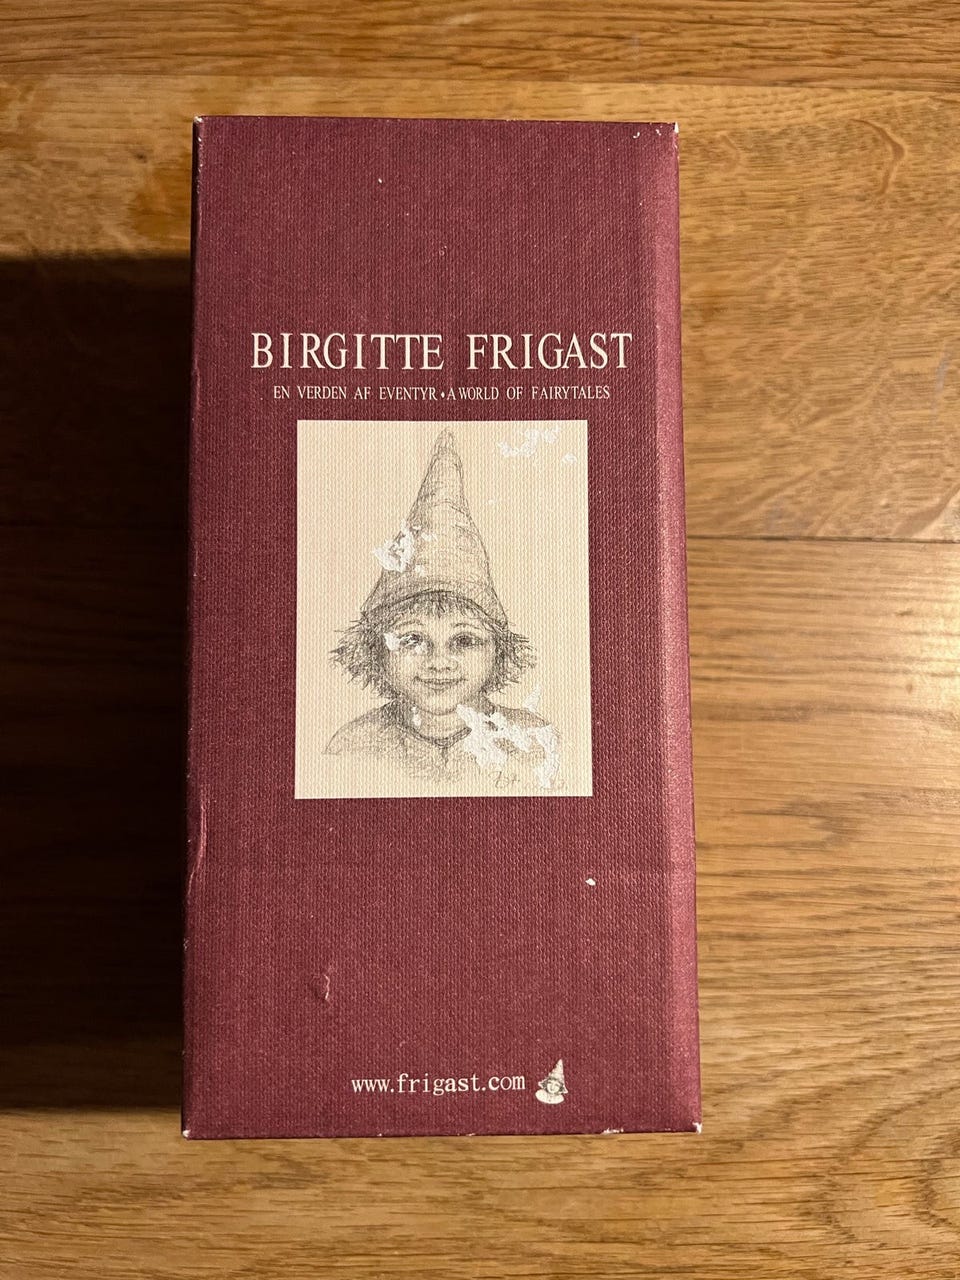 BIRGITTE FRIGAST
EN VERDEN AF EVENTYR♦A WORLD OF FAIRYTALES
www.frigast.com